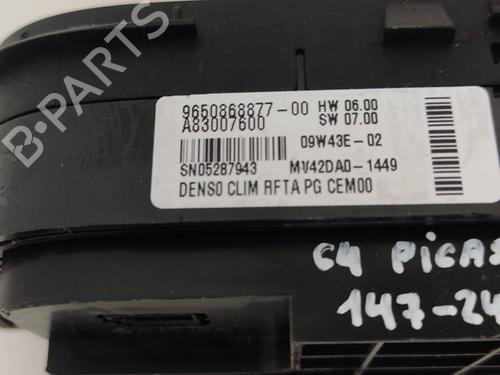 9650868877-00 HW 06.00
A83007600 SW 07.00
09W43E-02
SN05287943 MV42DA0-1449
DENSO CLIM RFTA PG CEM00
C4 PICAS
147-24
B-PARTS